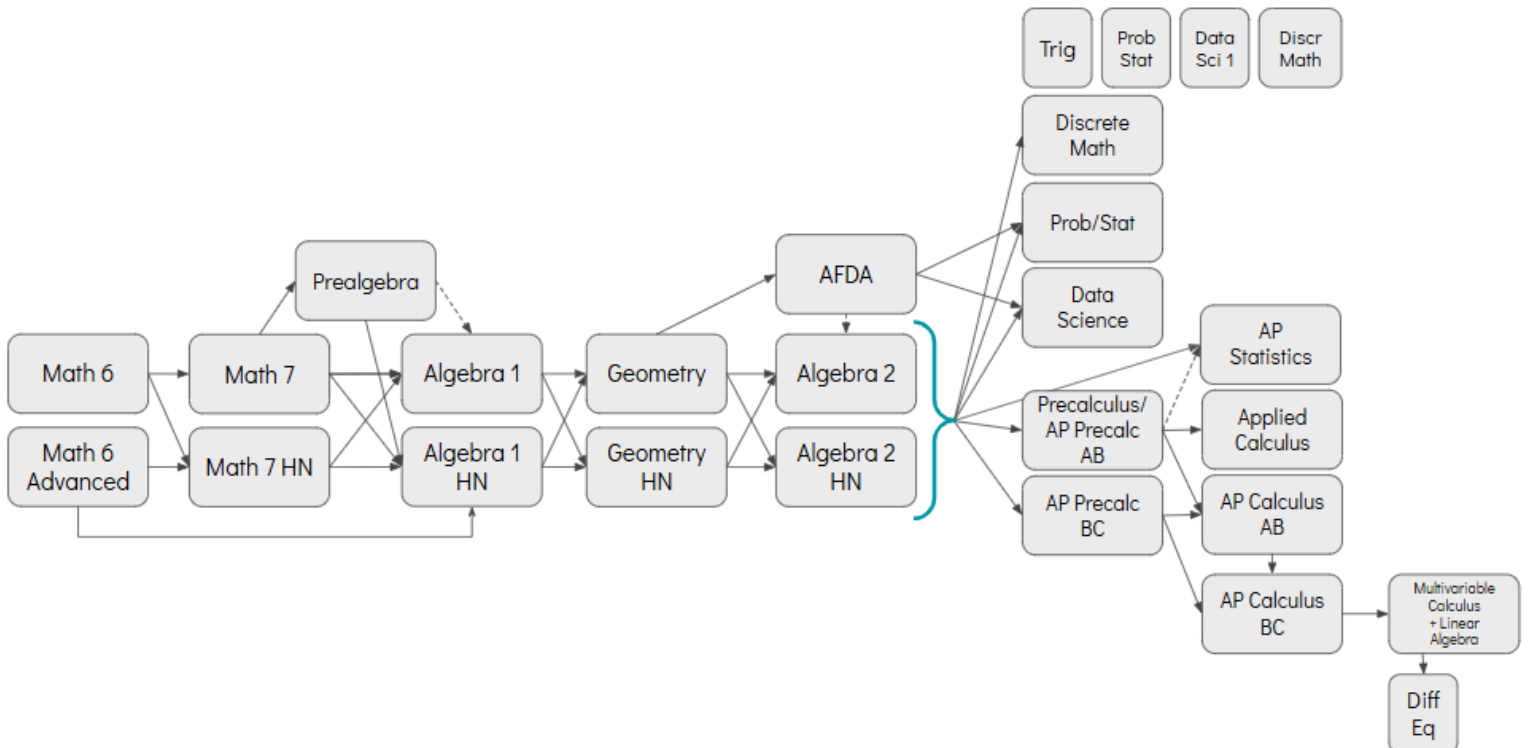 Trig
Prob
Stat
Data
Sci 1
Discr
Math
Discrete
Math
Prob/Stat
Data
Science
AFDA
Prealgebra
Math 6
Math 7
Algebra 1
Geometry
Algebra 2
Math 6
Advanced
Math 7 HN
Algebra 1
HN
Geometry
HN
Algebra 2
HN
AP
Statistics
Precalculus/
AP Precalc
AB
Applied
Calculus
AP Precalc
BC
AP Calculus
AB
AP Calculus
BC
Multivariable
Calculus
+ Linear
Algebra
Diff
Eq